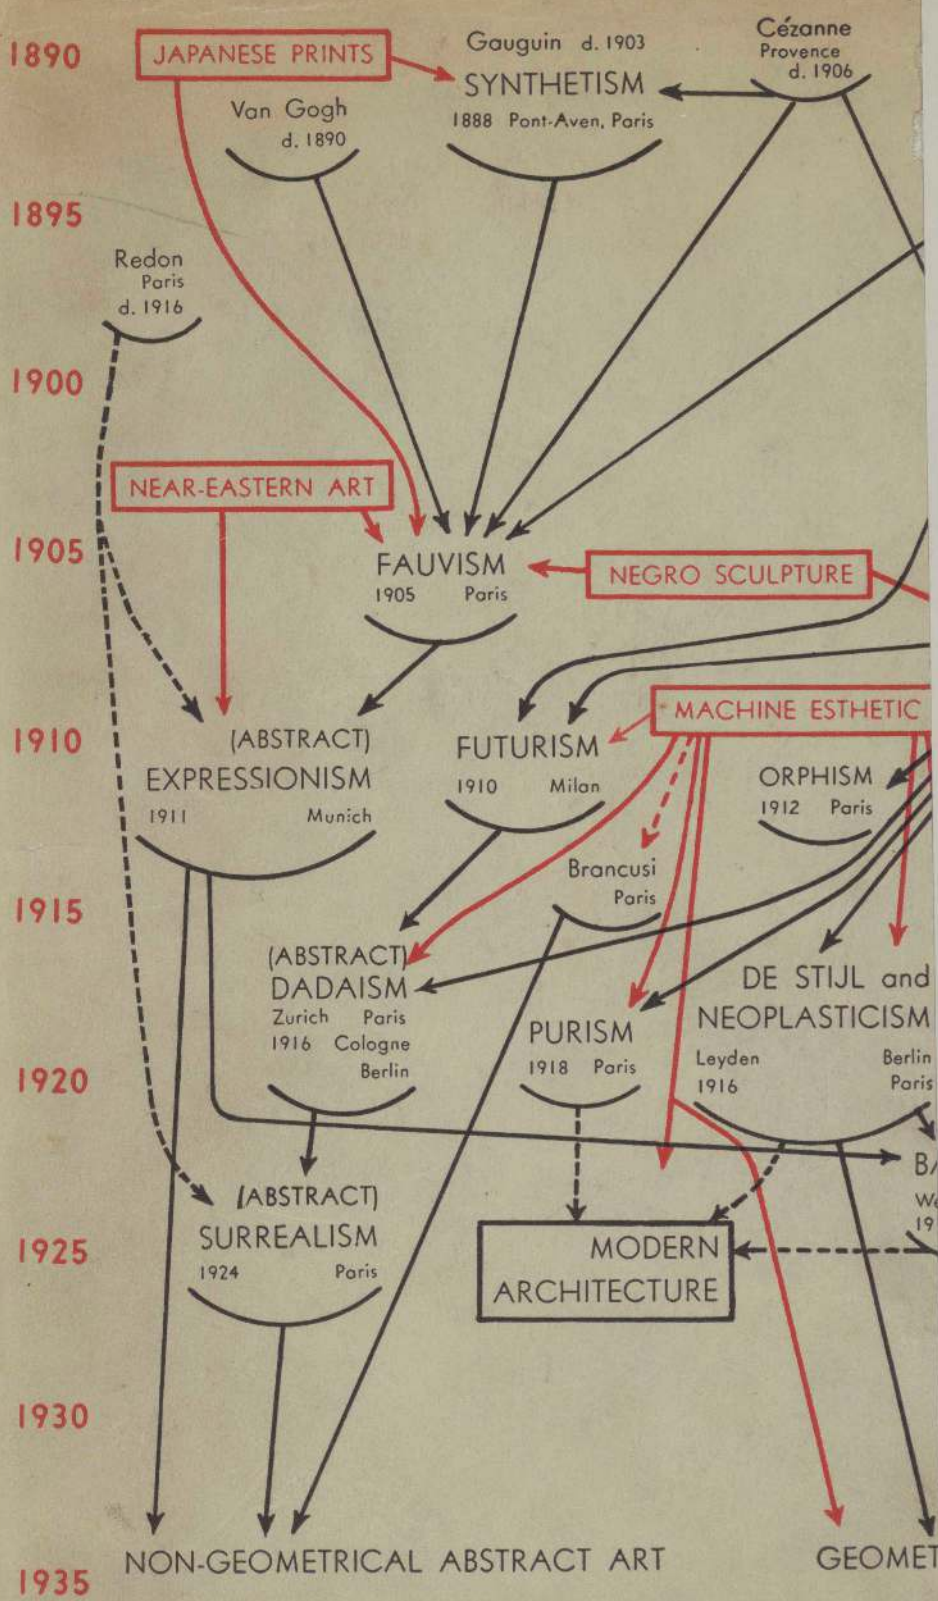 1890
JAPANESE PRINTS
Gauguin d. 1903
SYNTHETISM
1888 Pont-Aven, Paris
Cézanne
Provence
d. 1906
Van Gogh
d. 1890
1895
Redon
Paris
d. 1916
1900
NEAR-EASTERN ART
1905
FAUVISM
1905 Paris
NEGRO SCULPTURE
1910
(ABSTRACT)
EXPRESSIONISM
1911 Munich
FUTURISM
1910 Milan
MACHINE ESTHETIC
ORPHISM
1912 Paris
Brancusi
Paris
1915
(ABSTRACT)
DADAISM
Zurich Paris
1916 Cologne
Berlin
PURISM
1918 Paris
DE STIJL and
NEOPLASTICISM
Leyden Berlin
1916 Paris
1920
(ABSTRACT)
SURREALISM
1924 Paris
1925
MODERN
ARCHITECTURE
BA
We
19
1930
NON-GEOMETRICAL ABSTRACT ART
GEOMET
1935